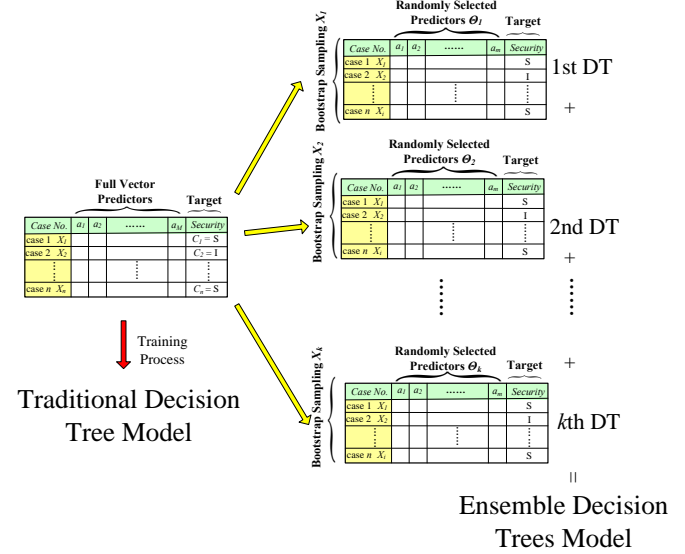 Randomly Selected
Predictors Θ1 Target
Bootstrap Sampling X1
Case No. a1 a2 ...... am Security
case 1 X1 S
case 2 X2 I
case n Xi S
1st DT
+
Randomly Selected
Predictors Θ2 Target
Bootstrap Sampling X2
Case No. a1 a2 ...... am Security
case 1 X1 S
case 2 X2 I
case n Xi S
2nd DT
+
Full Vector
Predictors Target
Case No. a1 a2 ...... aM Security
case 1 X1 C1 = S
case 2 X2 C2 = I
case n Xn Cn = S
Training
Process
Traditional Decision
Tree Model
+
Randomly Selected
Predictors Θk Target
Bootstrap Sampling Xk
Case No. a1 a2 ...... am Security
case 1 X1 S
case 2 X2 I
case n Xi S
kth DT
=
Ensemble Decision
Trees Model